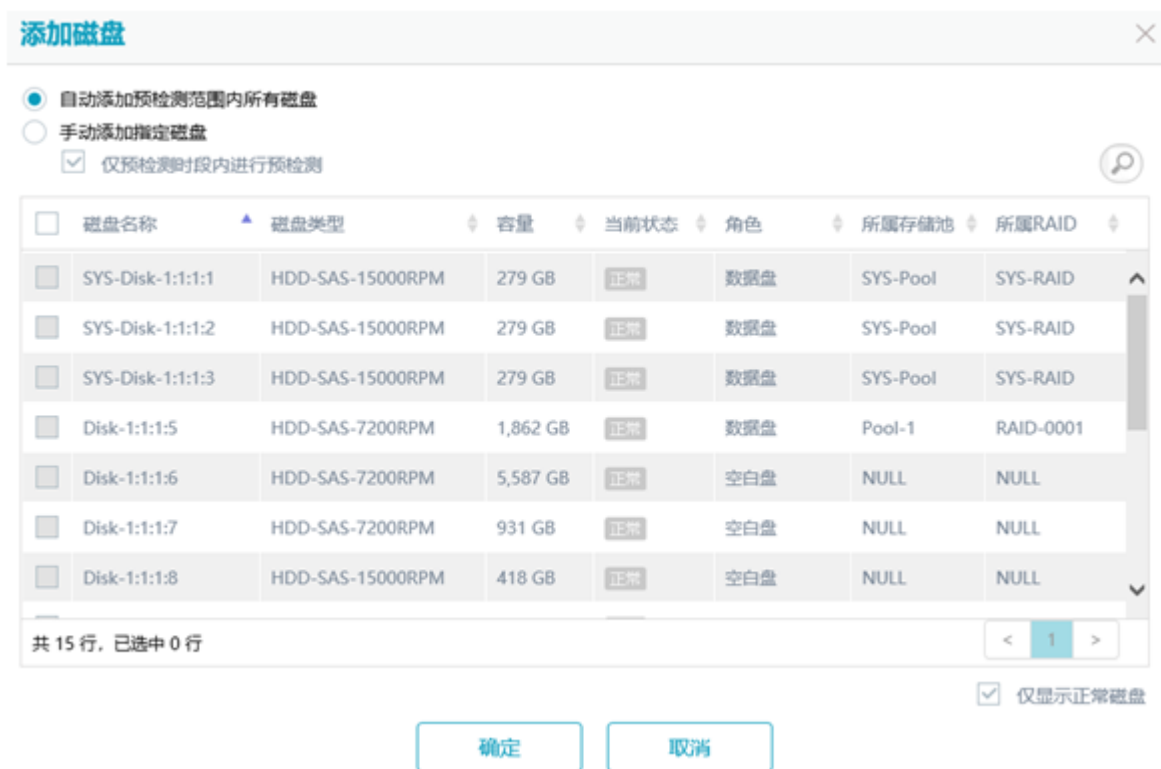 添加磁盘
自动添加预检测范围内所有磁盘
手动添加指定磁盘
仅预检测时段内进行预检测
磁盘名称 磁盘类型 容量 当前状态 角色 所属存储池 所属RAID
SYS-Disk-1:1:1:1 HDD-SAS-15000RPM 279 GB 正常 数据盘 SYS-Pool SYS-RAID
SYS-Disk-1:1:1:2 HDD-SAS-15000RPM 279 GB 正常 数据盘 SYS-Pool SYS-RAID
SYS-Disk-1:1:1:3 HDD-SAS-15000RPM 279 GB 正常 数据盘 SYS-Pool SYS-RAID
Disk-1:1:1:5 HDD-SAS-7200RPM 1,862 GB 正常 数据盘 Pool-1 RAID-0001
Disk-1:1:1:6 HDD-SAS-7200RPM 5,587 GB 正常 空白盘 NULL NULL
Disk-1:1:1:7 HDD-SAS-7200RPM 931 GB 正常 空白盘 NULL NULL
Disk-1:1:1:8 HDD-SAS-15000RPM 418 GB 正常 空白盘 NULL NULL
共 15 行, 已选中 0 行 < 1 >
仅显示正常磁盘
确定 取消